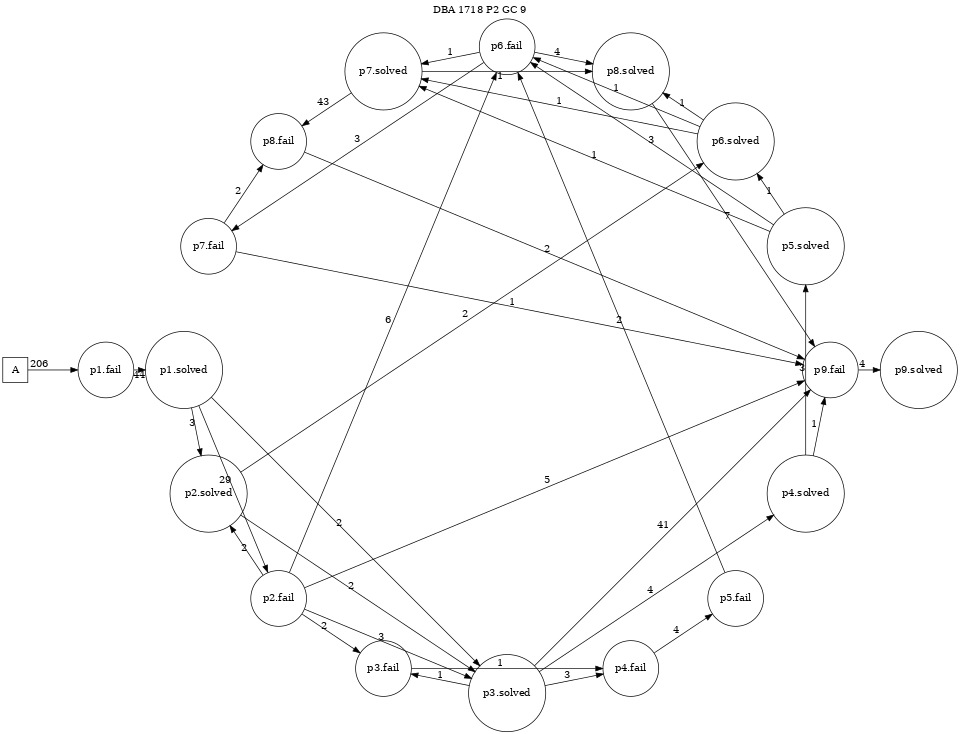 DBA 1718 P2 GC 9
p6.fail
1
4
p7.solved
p8.solved
1
1
43
1
1
p8.fail
3
3
p6.solved
1
2
1
7
p7.fail
2
p5.solved
1
2
6
2
206
A
p1.fail
44
p1.solved
3
p9.fail
4
p9.solved
3
1
29
5
p2.solved
p4.solved
2
41
2
2
4
p2.fail
p5.fail
2
3
4
p3.fail
1
1
p3.solved
3
p4.fail